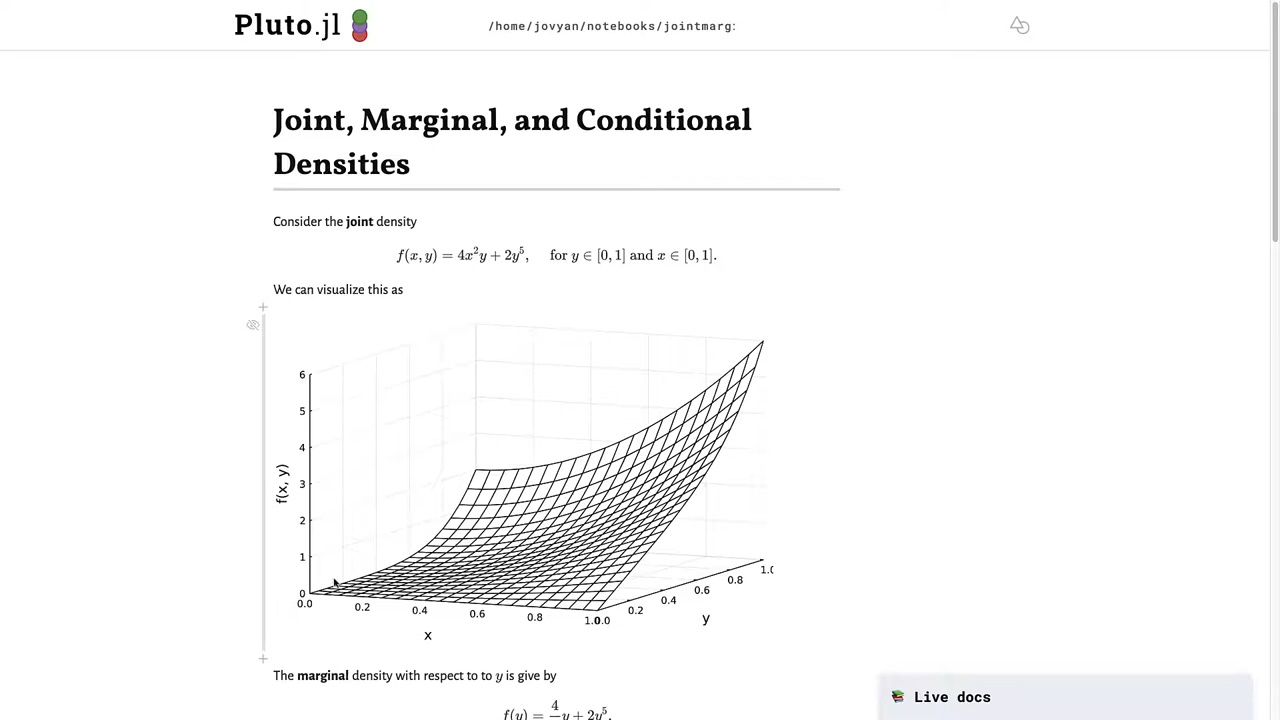 Pluto.jl
/home/jovyan/notebooks/jointmarg:
Joint, Marginal, and Conditional
Densities
Consider the joint density
f(x, y) = 4x²y + 2y⁵, for y ∈ [0, 1] and x ∈ [0, 1].
We can visualize this as
6
5
4
3
2
1
0
f(x, y)
0.0
0.2
0.4
0.6
0.8
1.0
x
0.0
0.2
0.4
0.6
0.8
1.0
y
The marginal density with respect to to y is give by
f(y) = 4 y + 2y⁵.
Live docs